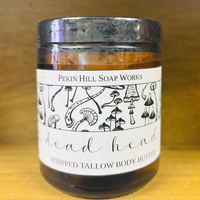 Pekin Hill Soap Works
dead head
WHIPPED TALLOW BODY BUTTER